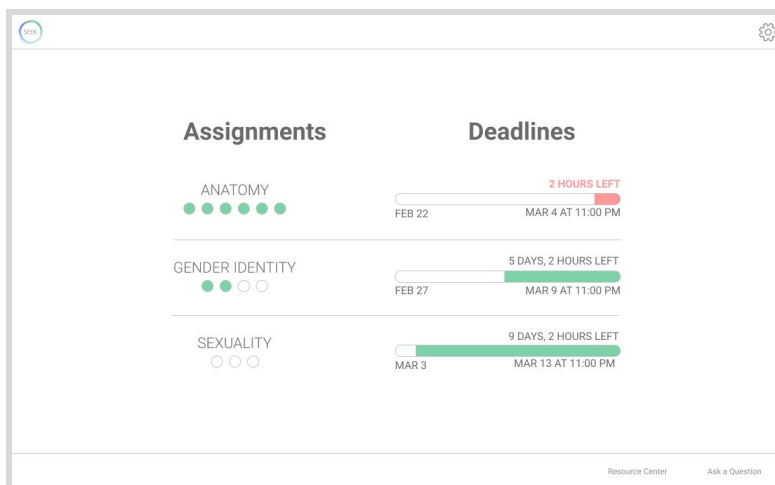 SEEK
Assignments
Deadlines
ANATOMY
2 HOURS LEFT
FEB 22
MAR 4 AT 11:00 PM
GENDER IDENTITY
5 DAYS, 2 HOURS LEFT
FEB 27
MAR 9 AT 11:00 PM
SEXUALITY
9 DAYS, 2 HOURS LEFT
MAR 3
MAR 13 AT 11:00 PM
Resource Center
Ask a Question